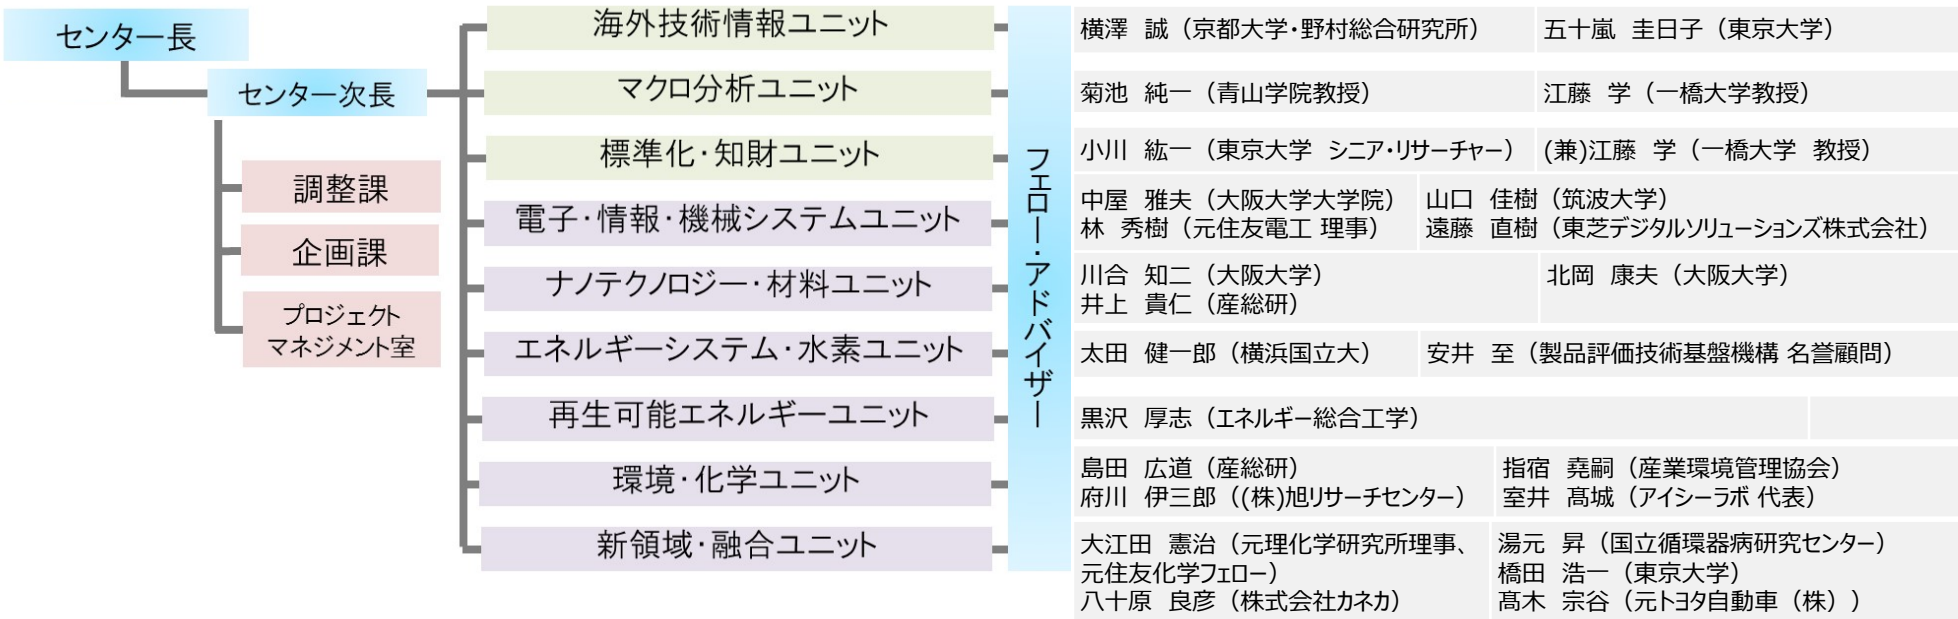 センター長
センター次長
調整課
企画課
プロジェクト
マネジメント室
海外技術情報ユニット
マクロ分析ユニット
標準化・知財ユニット
電子・情報・機械システムユニット
ナノテクノロジー・材料ユニット
エネルギーシステム・水素ユニット
再生可能エネルギーユニット
環境・化学ユニット
新領域・融合ユニット
フェロー・アドバイザー
横澤 誠（京都大学・野村総合研究所） 五十嵐 圭日子（東京大学）
菊池 純一（青山学院教授） 江藤 学（一橋大学教授）
小川 紘一（東京大学 シニア・リサーチャー） (兼)江藤 学（一橋大学 教授）
中屋 雅夫（大阪大学大学院） 山口 佳樹（筑波大学）
林 秀樹（元住友電工 理事） 遠藤 直樹（東芝デジタルソリューションズ株式会社）
川合 知二（大阪大学） 北岡 康夫（大阪大学）
井上 貴仁（産総研）
太田 健一郎（横浜国立大） 安井 至（製品評価技術基盤機構 名誉顧問）
黒沢 厚志（エネルギー総合工学）
島田 広道（産総研） 指宿 堯嗣（産業環境管理協会）
府川 伊三郎（(株)旭リサーチセンター） 室井 髙城（アイシーラボ 代表）
大江田 憲治（元理化学研究所理事、 湯元 昇（国立循環器病研究センター）
元住友化学フェロー） 橋田 浩一（東京大学）
八十原 良彦（株式会社カネカ） 髙木 宗谷（元トヨタ自動車（株））